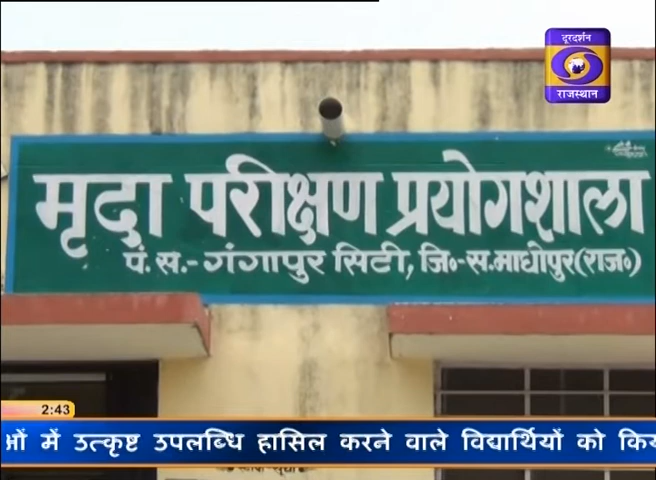 दूरदर्शन
राजस्थान
मृदा परीक्षण प्रयोगशाला
पं.स.-गंगापुर सिटी, जि॰-स.माधोपुर(राज॰)
2:43
ओं में उत्कृष्ट उपलब्धि हासिल करने वाले विद्यार्थियों को किय